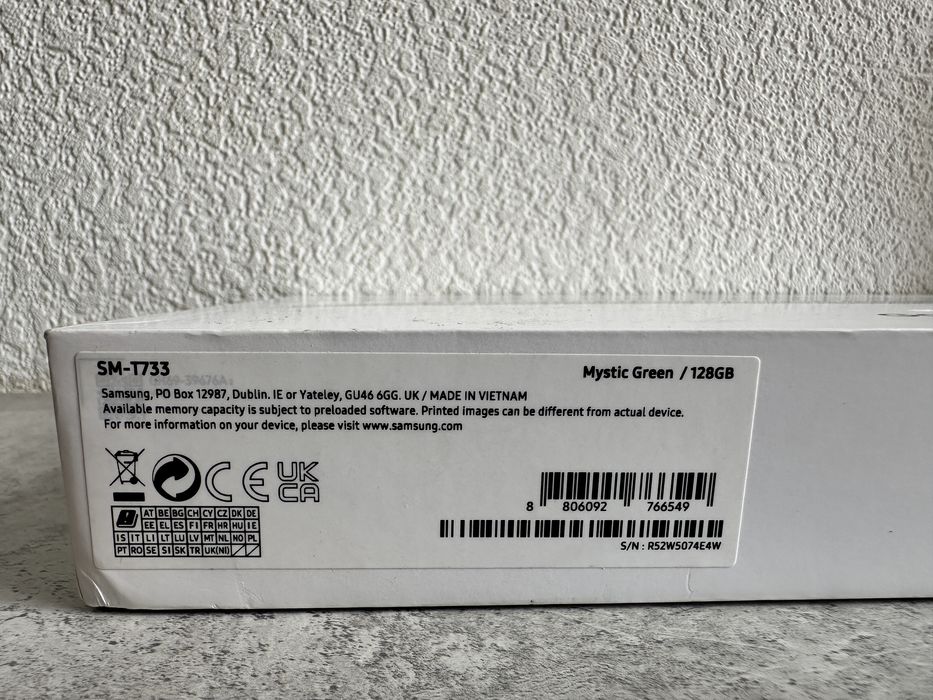 SM-T733
Mystic Green / 128GB
Samsung, PO Box 12987, Dublin. IE or Yateley, GU46 6GG. UK / MADE IN VIETNAM
Available memory capacity is subject to preloaded software. Printed images can be different from actual device.
For more information on your device, please visit www.samsung.com
CE UK CA
AT BE BG CH CY CZ DK DE
EE EL ES FI FR HR HU IE
IS IT LI LT LU LV MT NL NO PL
PT RO SE SI SK TR UK(NI)
8 806092 766549
S/N : R52W5074E4W